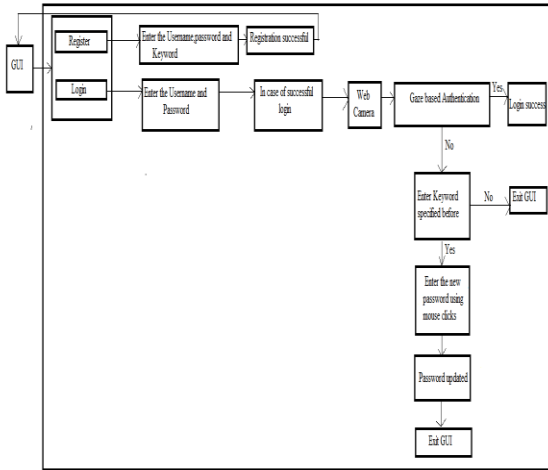 GUI
Register
Enter the Username,password and
Keyword
Registration successful
Login
Enter the Username and
Password
In case of successful
login
Web
Camera
Gaze based Authentication
Yes
Login success
No
Enter Keyword
specified before
No
Exit GUI
Yes
Enter the new
password using
mouse clicks
Password updated
Exit GUI